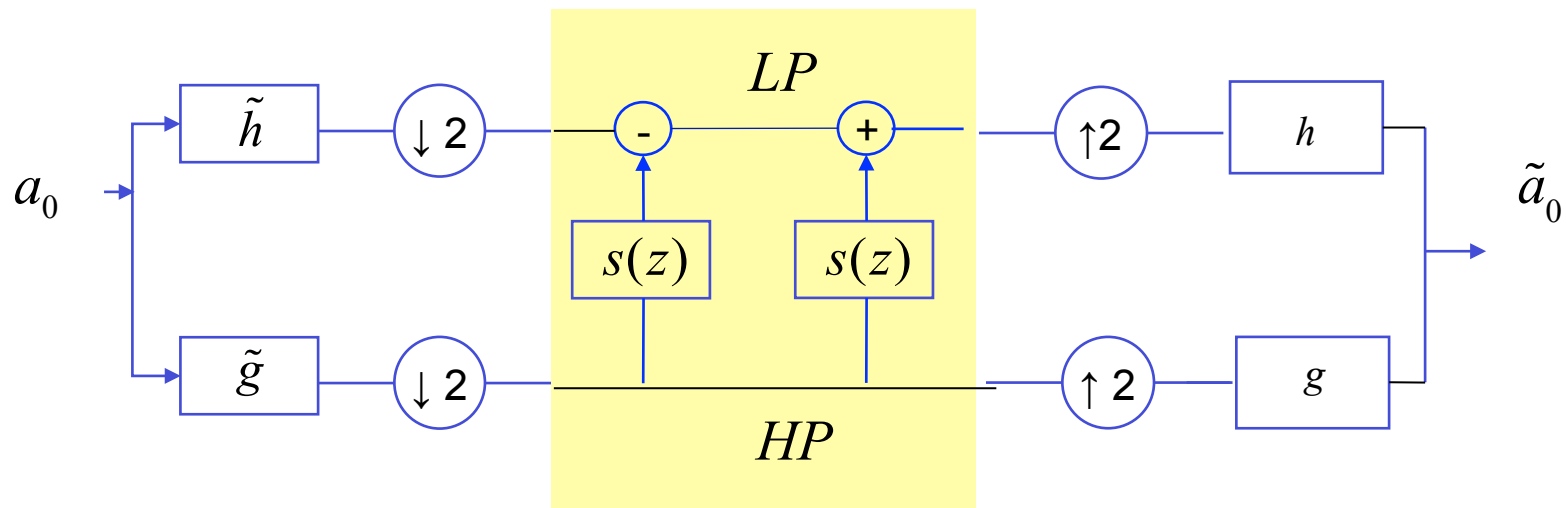 LP
h̃ ↓ 2 - + ↑2 h
a₀ ã₀
s(z) s(z)
g̃ ↓ 2 ↑ 2 g
HP